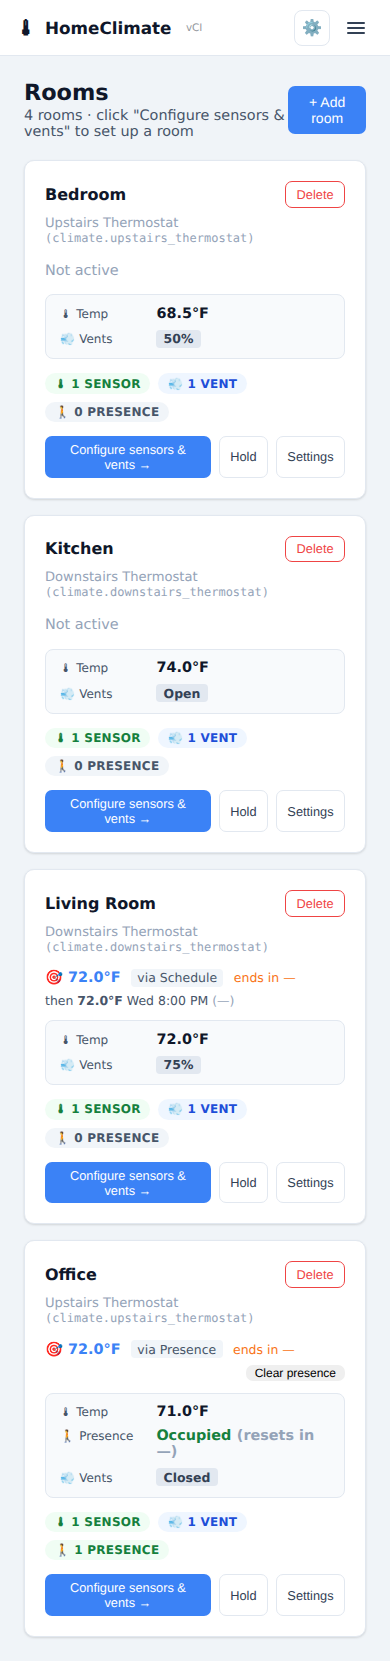 🌡 HomeClimate vCI ⚙️
Rooms
4 rooms · click "Configure sensors &
vents" to set up a room
+ Add
room
Bedroom
Delete
Upstairs Thermostat
(climate.upstairs_thermostat)
Not active
🌡 Temp 68.5°F
💨 Vents 50%
🌡 1 SENSOR 💨 1 VENT
🚶 0 PRESENCE
Configure sensors &
vents →
Hold
Settings
Kitchen
Delete
Downstairs Thermostat
(climate.downstairs_thermostat)
Not active
🌡 Temp 74.0°F
💨 Vents Open
🌡 1 SENSOR 💨 1 VENT
🚶 0 PRESENCE
Configure sensors &
vents →
Hold
Settings
Living Room
Delete
Downstairs Thermostat
(climate.downstairs_thermostat)
🎯 72.0°F via Schedule ends in —
then 72.0°F Wed 8:00 PM (—)
🌡 Temp 72.0°F
💨 Vents 75%
🌡 1 SENSOR 💨 1 VENT
🚶 0 PRESENCE
Configure sensors &
vents →
Hold
Settings
Office
Delete
Upstairs Thermostat
(climate.upstairs_thermostat)
🎯 72.0°F via Presence ends in —
Clear presence
🌡 Temp 71.0°F
🚶 Presence Occupied (resets in
—)
💨 Vents Closed
🌡 1 SENSOR 💨 1 VENT
🚶 1 PRESENCE
Configure sensors &
vents →
Hold
Settings